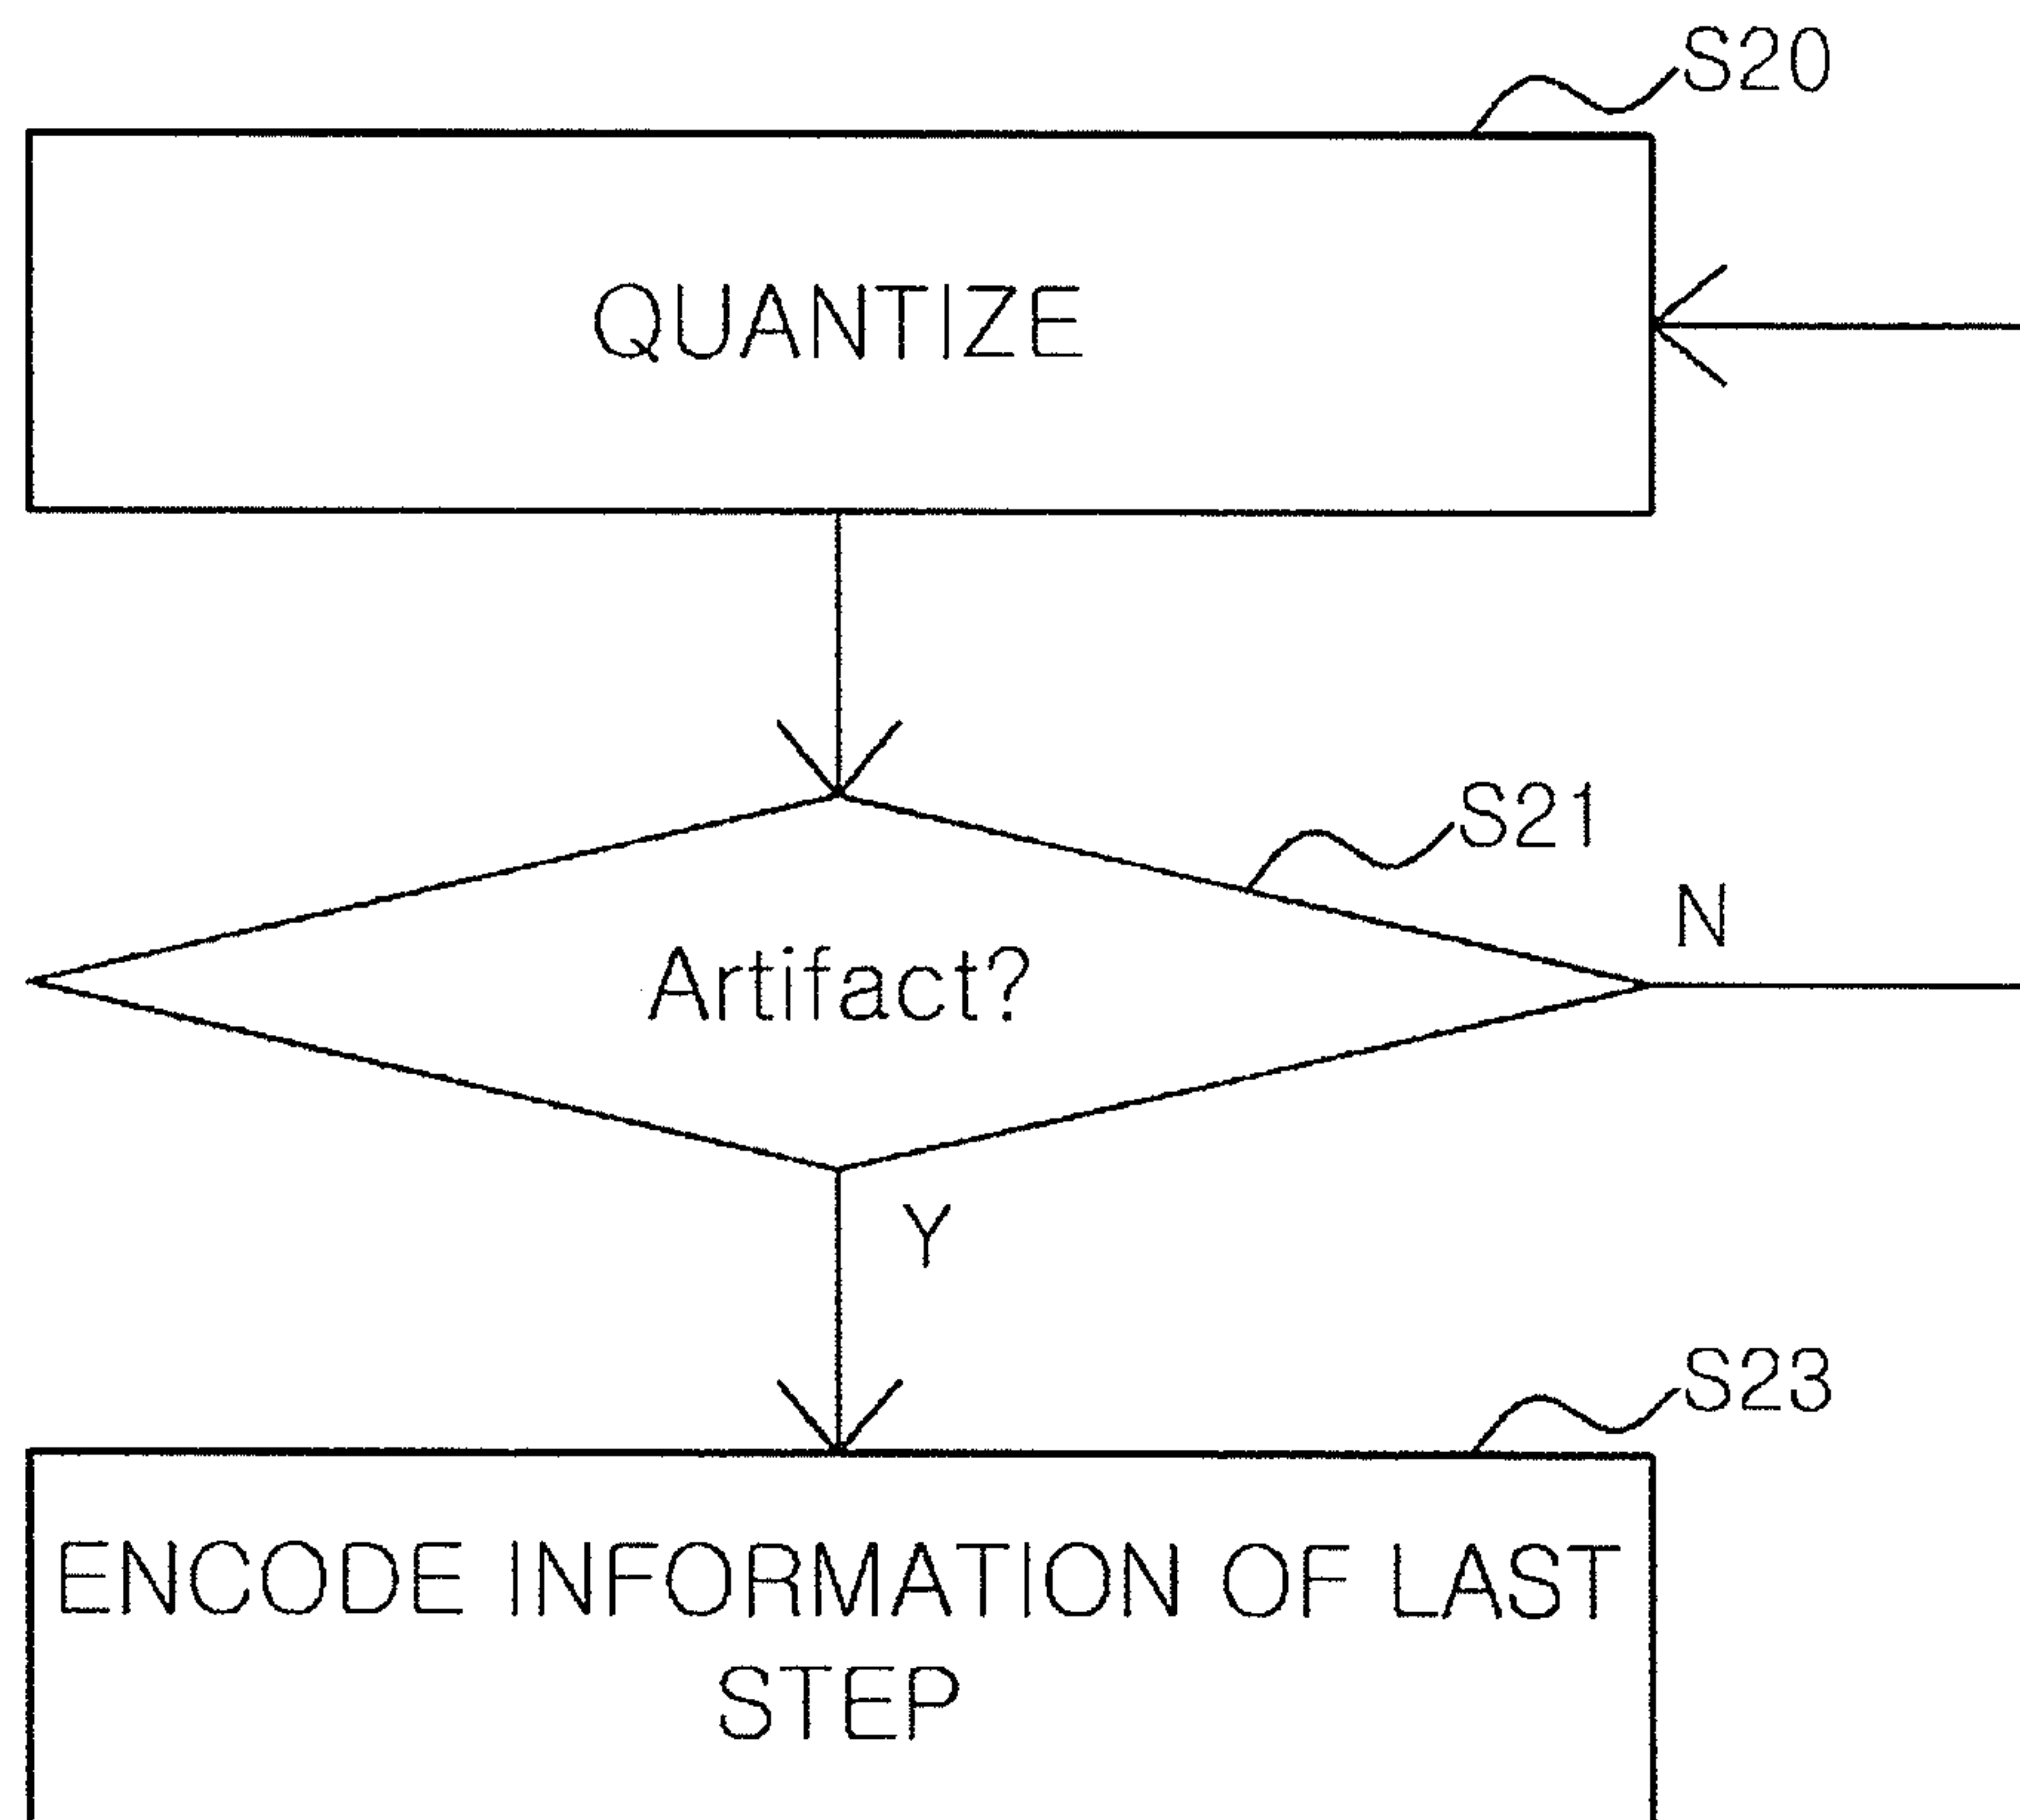 S20
QUANTIZE
S21
N
Artifact?
Y
S23
ENCODE INFORMATION OF LAST
STEP